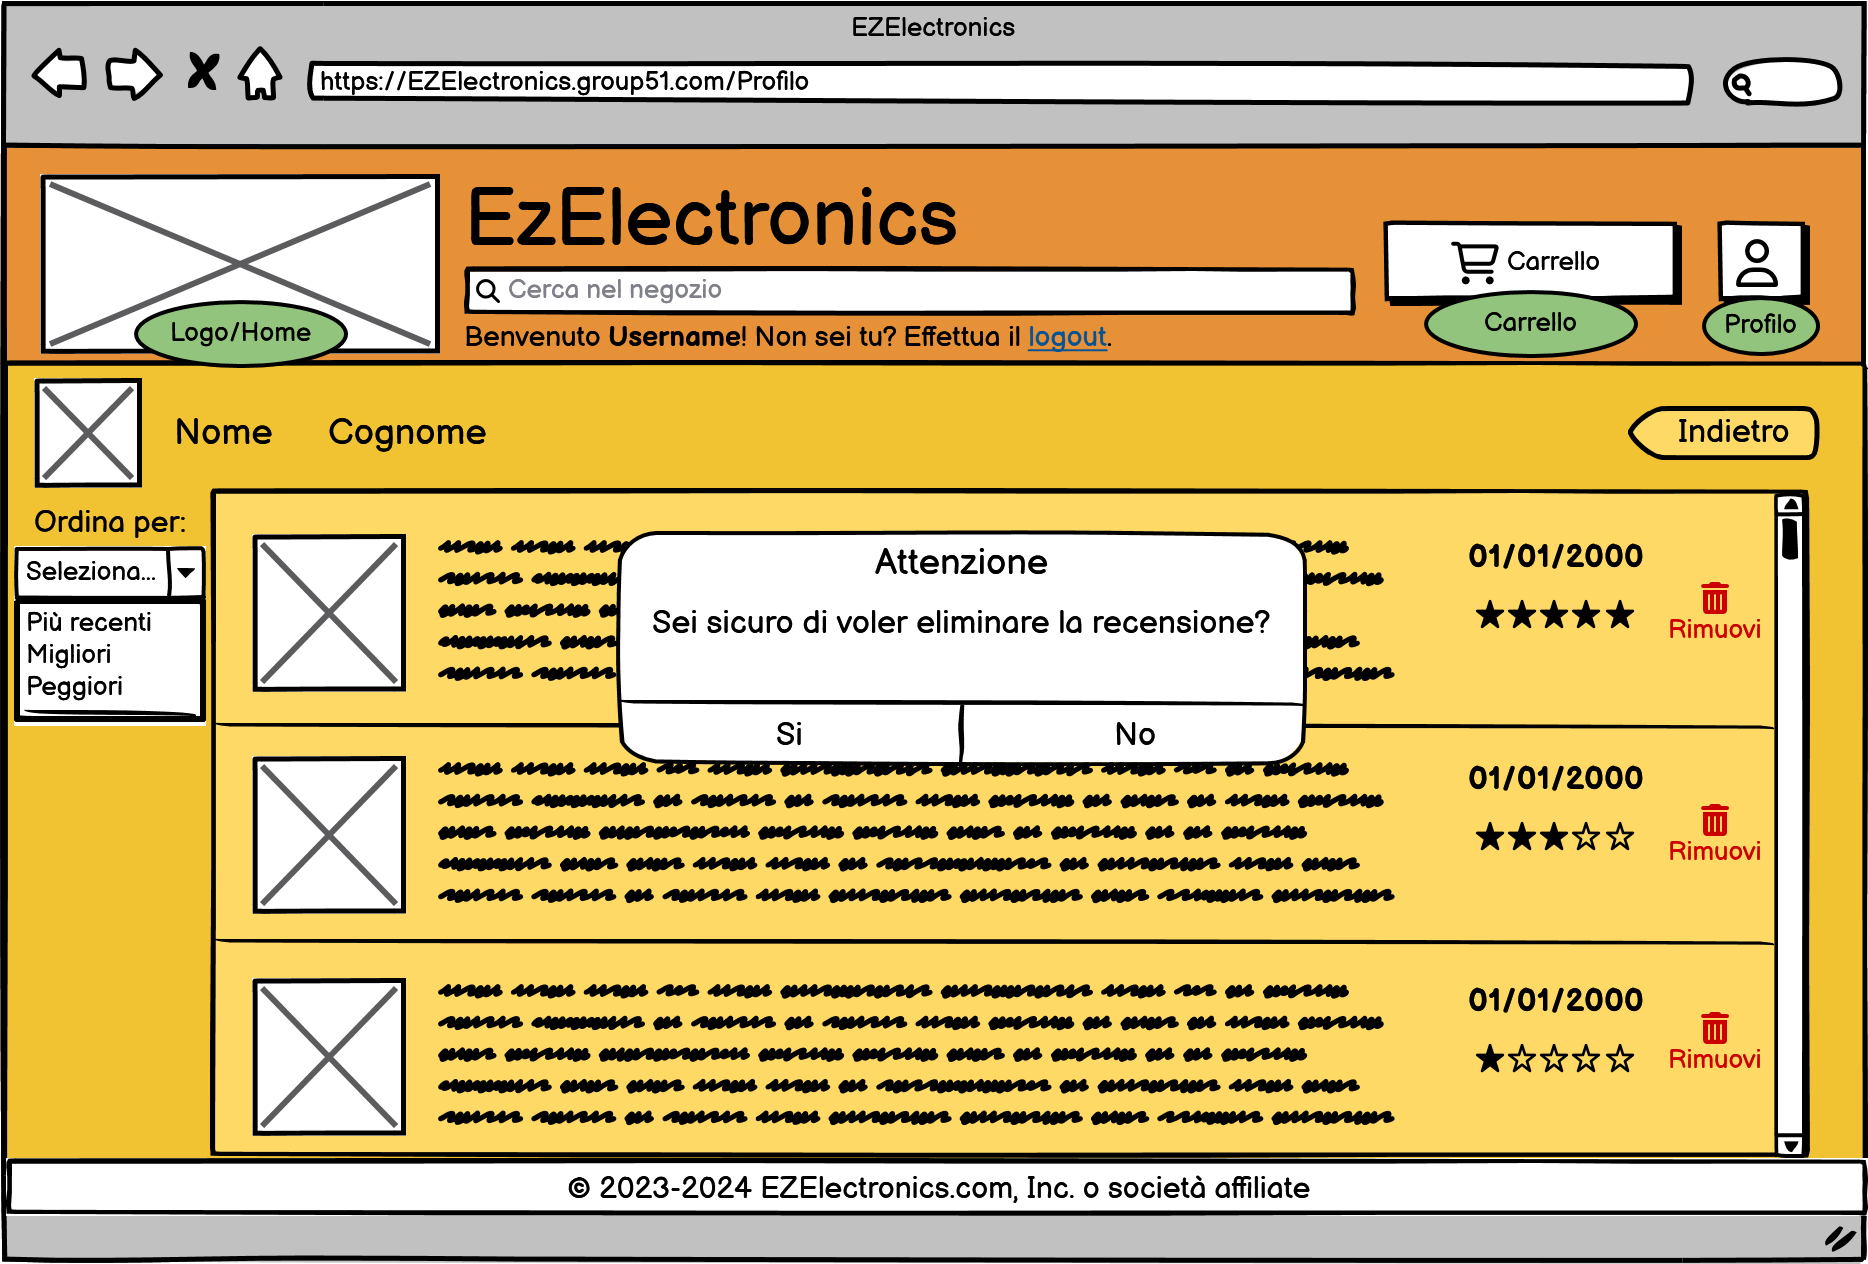 EZElectronics
https://EZElectronics.group51.com/Profilo
EzElectronics
Cerca nel negozio
Benvenuto Username! Non sei tu? Effettua il logout.
Logo/Home
Carrello
Carrello
Profilo
Nome Cognome
Indietro
Ordina per:
Seleziona...
Più recenti
Migliori
Peggiori
Attenzione
Sei sicuro di voler eliminare la recensione?
Si No
01/01/2000
Rimuovi
01/01/2000
Rimuovi
01/01/2000
Rimuovi
© 2023-2024 EZElectronics.com, Inc. o società affiliate